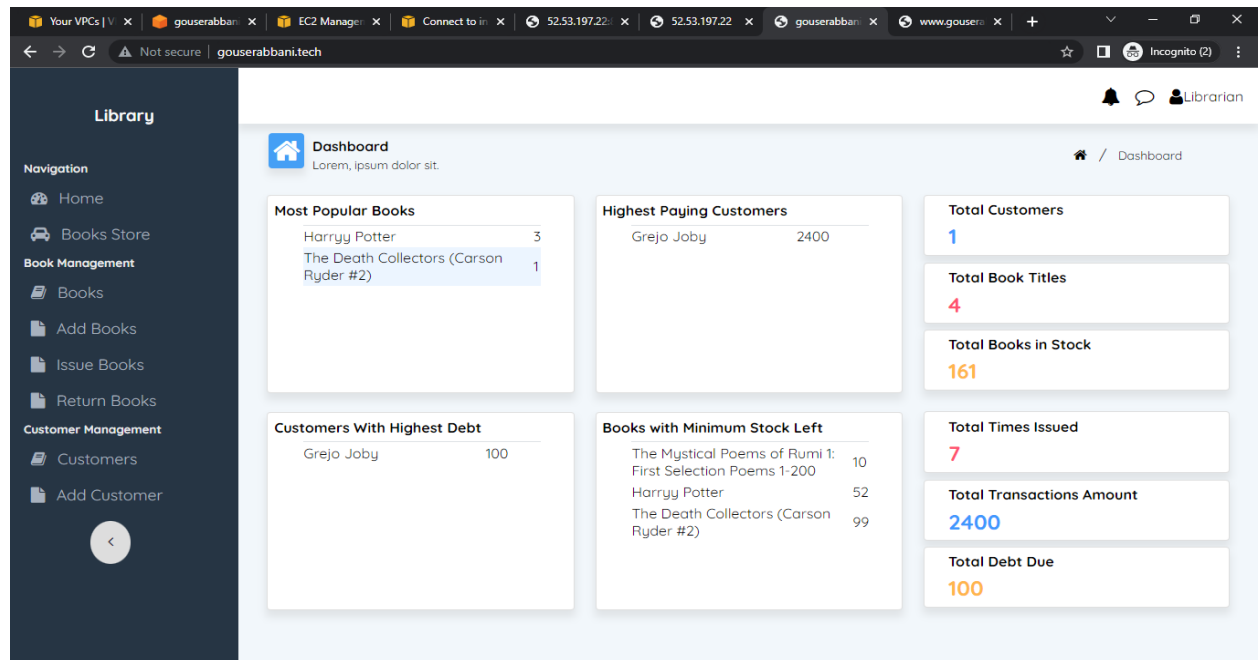 Your VPCs | V
gouserabban
EC2 Manager
Connect to in
52.53.197.22:
52.53.197.22
gouserabban
www.gousera
Not secure | gouserabbani.tech
Incognito (2)
Library
Librarian
Navigation
Home
Books Store
Book Management
Books
Add Books
Issue Books
Return Books
Customer Management
Customers
Add Customer
Dashboard
Lorem, ipsum dolor sit.
/ Dashboard
Most Popular Books
Harryy Potter 3
The Death Collectors (Carson
Ryder #2) 1
Highest Paying Customers
Grejo Joby 2400
Total Customers
1
Total Book Titles
4
Total Books in Stock
161
Customers With Highest Debt
Grejo Joby 100
Books with Minimum Stock Left
The Mystical Poems of Rumi 1:
First Selection Poems 1-200 10
Harryy Potter 52
The Death Collectors (Carson
Ryder #2) 99
Total Times Issued
7
Total Transactions Amount
2400
Total Debt Due
100